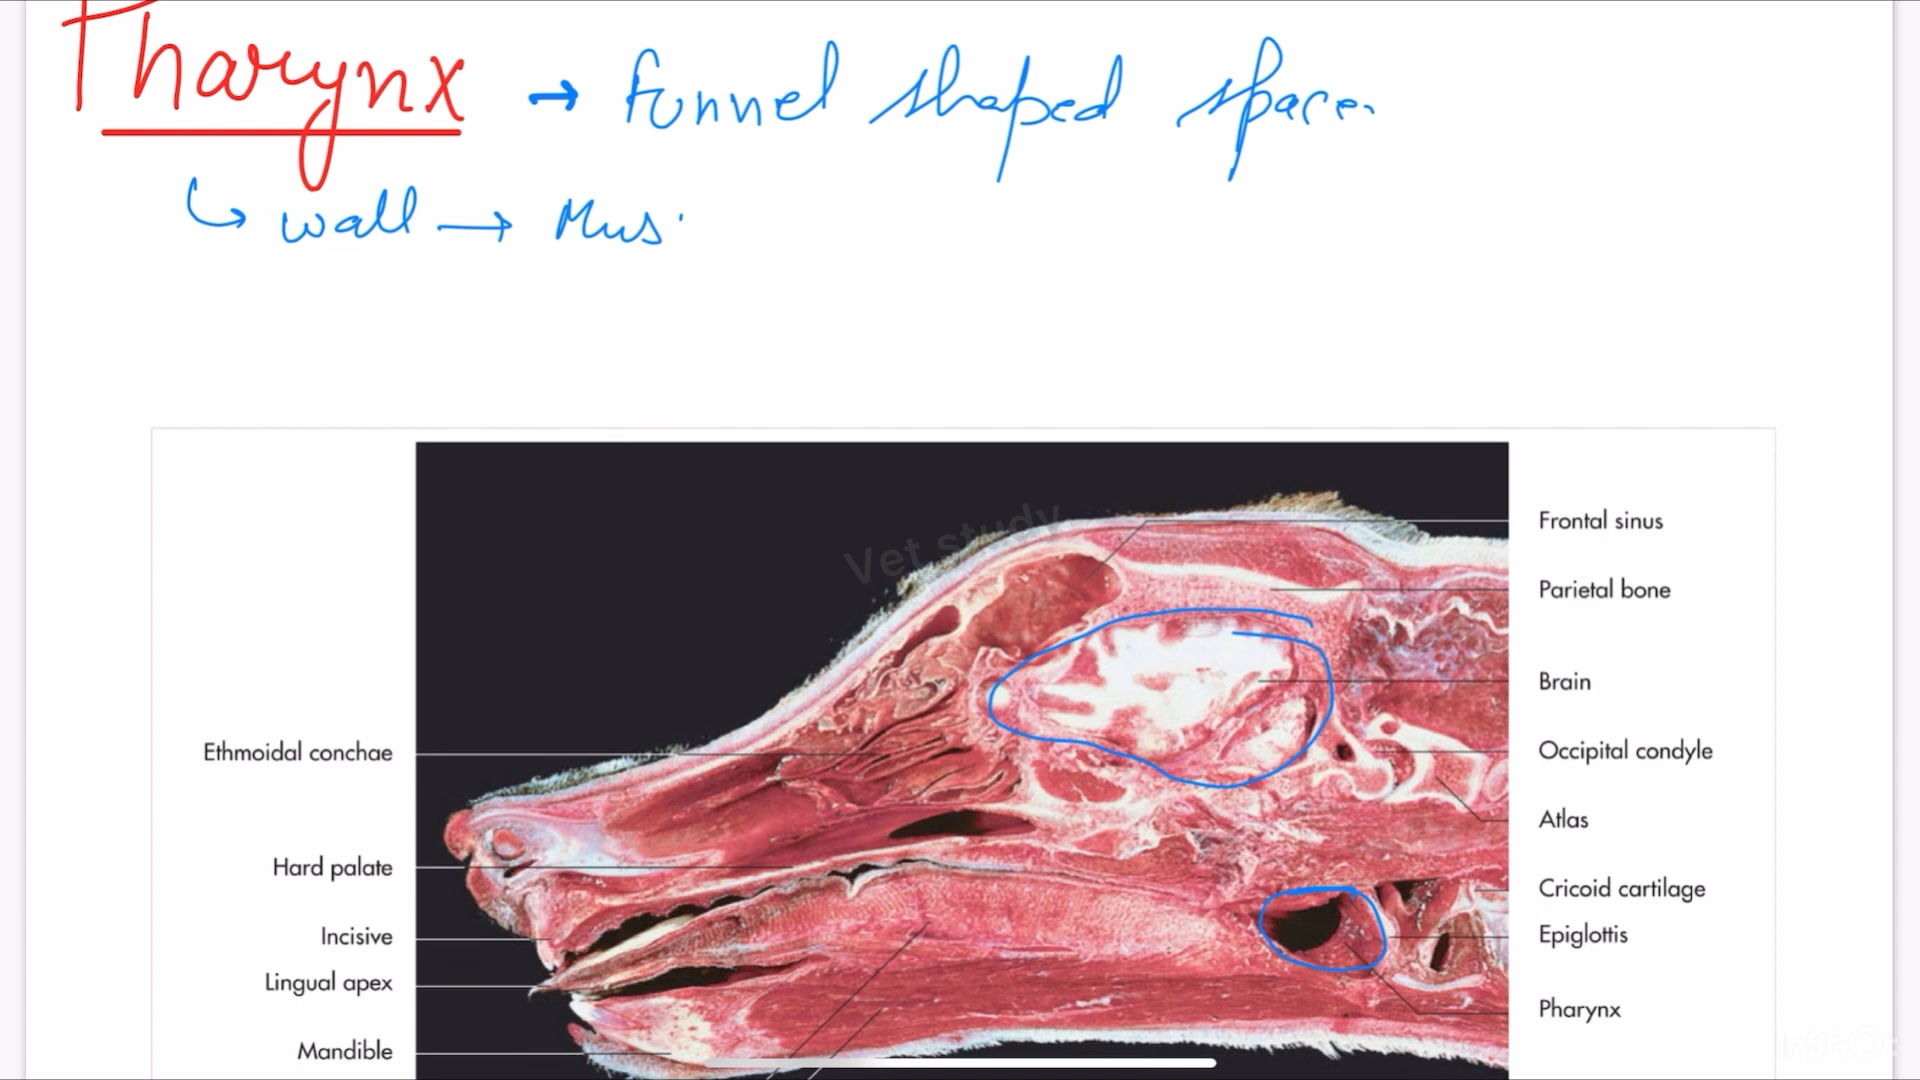 Pharynx → funnel shaped space
↳ wall → Mus
Vet study
Frontal sinus
Parietal bone
Brain
Ethmoidal conchae
Occipital condyle
Atlas
Hard palate
Cricoid cartilage
Incisive
Epiglottis
Lingual apex
Pharynx
Mandible